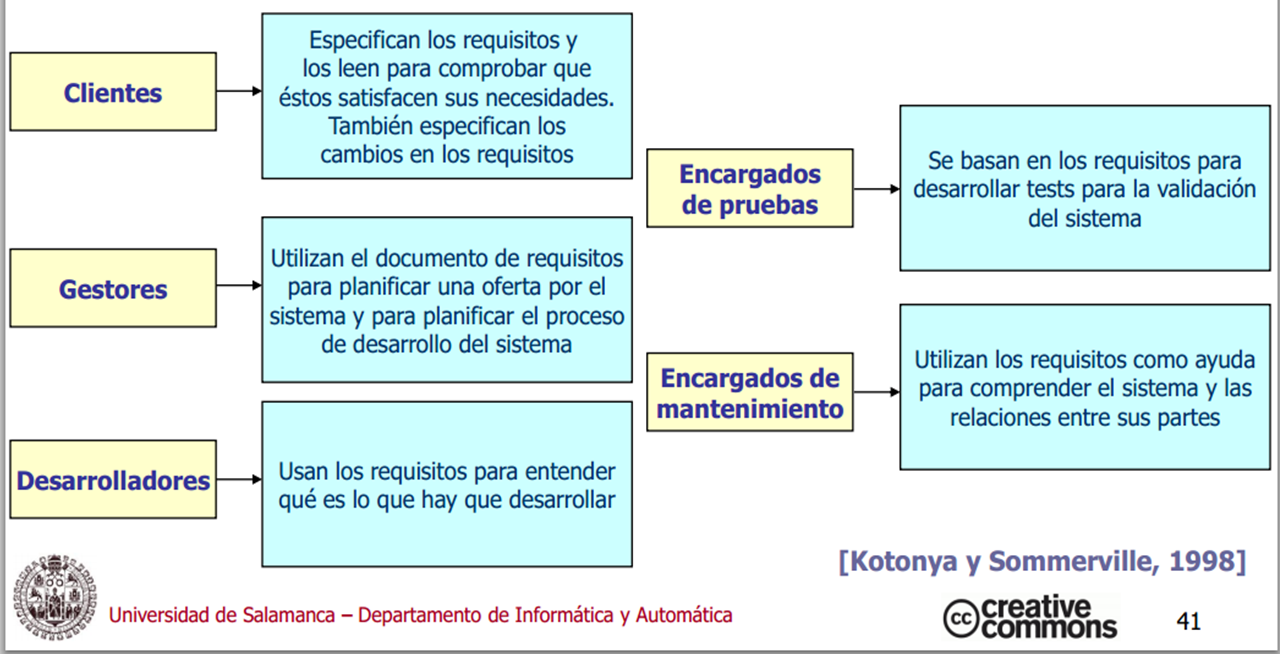 Clientes
Especifican los requisitos y
los leen para comprobar que
éstos satisfacen sus necesidades.
También especifican los
cambios en los requisitos
Gestores
Utilizan el documento de requisitos
para planificar una oferta por el
sistema y para planificar el proceso
de desarrollo del sistema
Desarrolladores
Usan los requisitos para entender
qué es lo que hay que desarrollar
Encargados
de pruebas
Se basan en los requisitos para
desarrollar tests para la validación
del sistema
Encargados de
mantenimiento
Utilizan los requisitos como ayuda
para comprender el sistema y las
relaciones entre sus partes
[Kotonya y Sommerville, 1998]
Universidad de Salamanca – Departamento de Informática y Automática
cc creative
commons
41